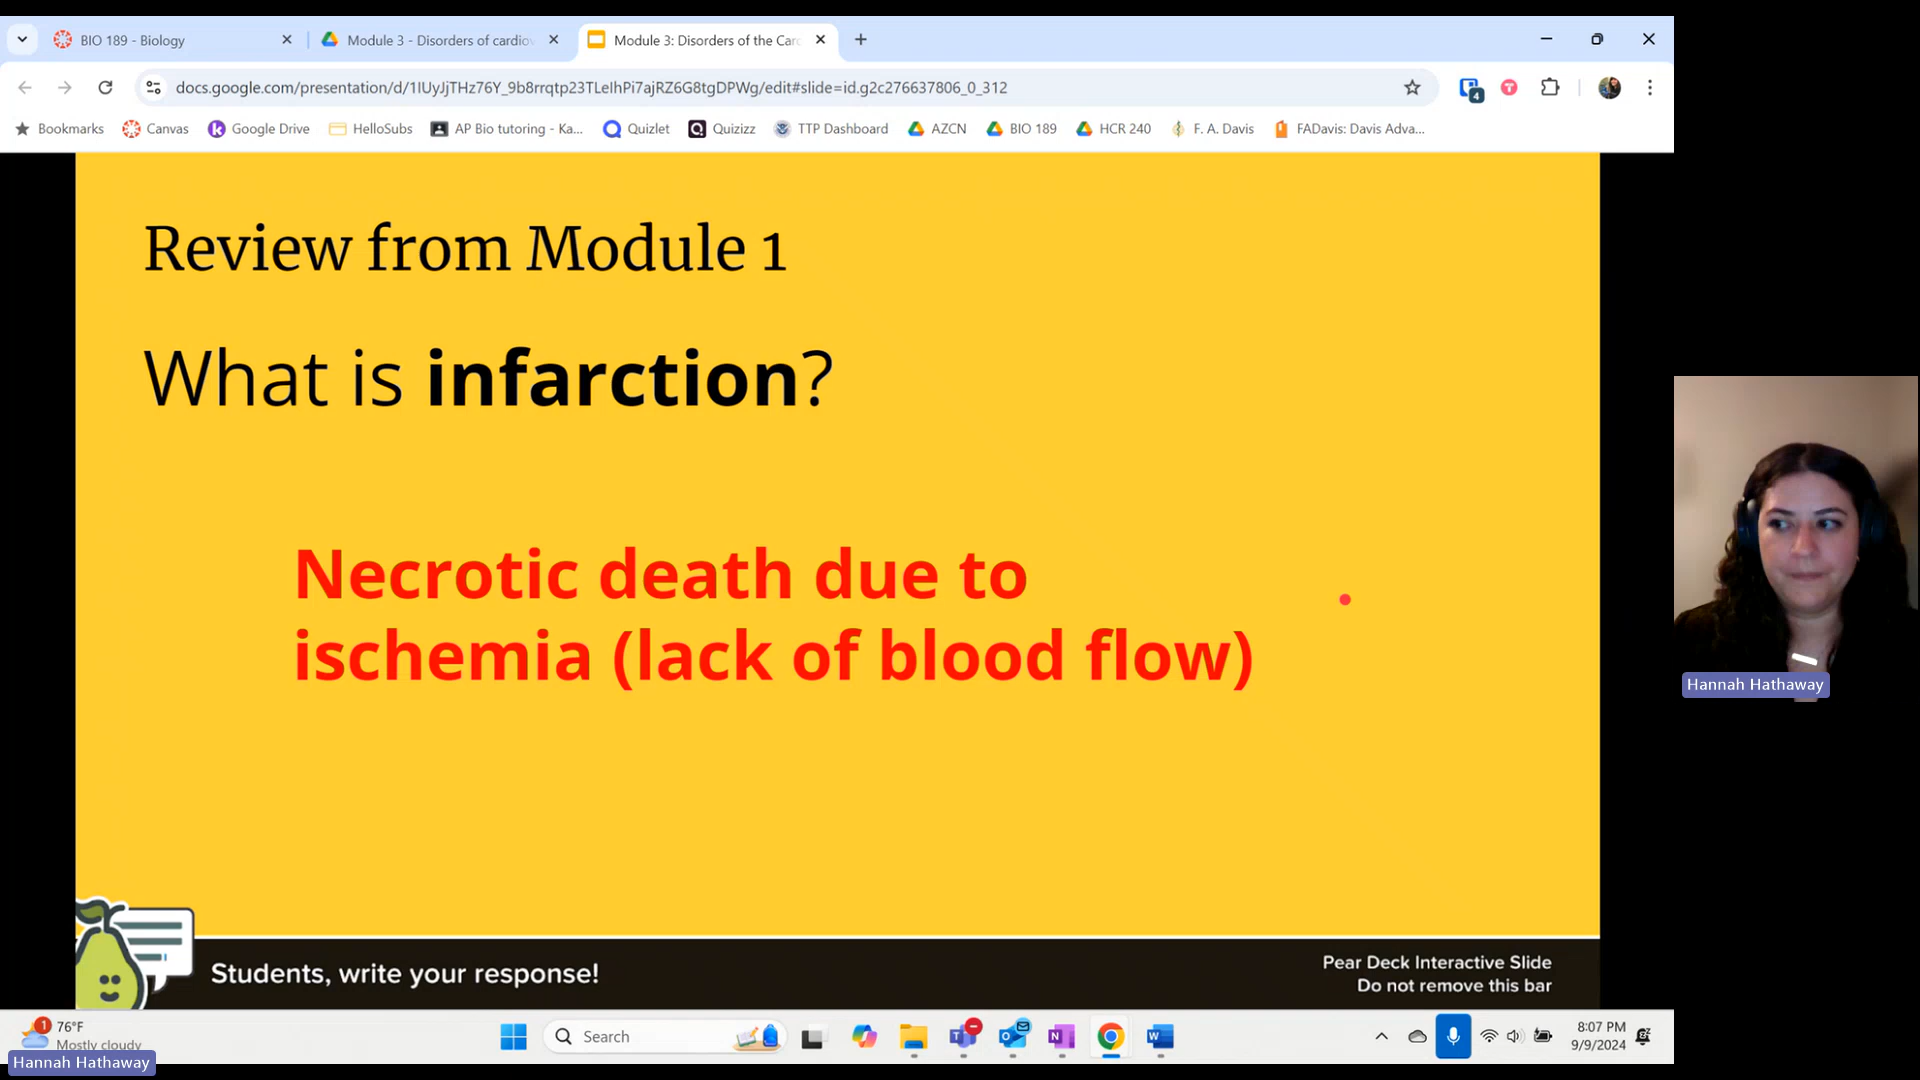 BIO 189 - Biology
Module 3 - Disorders of cardiov
Module 3: Disorders of the Card
docs.google.com/presentation/d/1IUyJjTHz76Y_9b8rrqtp23TLeIhPi7ajRZ6G8tgDPWg/edit#slide=id.g2c276637806_0_312
4
T
Bookmarks Canvas Google Drive HelloSubs AP Bio tutoring - Ka... Quizlet Quizizz TTP Dashboard AZCN BIO 189 HCR 240 F. A. Davis FADavis: Davis Adva...
Review from Module 1
What is infarction?
Necrotic death due to
ischemia (lack of blood flow)
Hannah Hathaway
Students, write your response!
Pear Deck Interactive Slide
Do not remove this bar
1
76°F
Mostly cloudy
Search
8:07 PM
9/9/2024
Hannah Hathaway